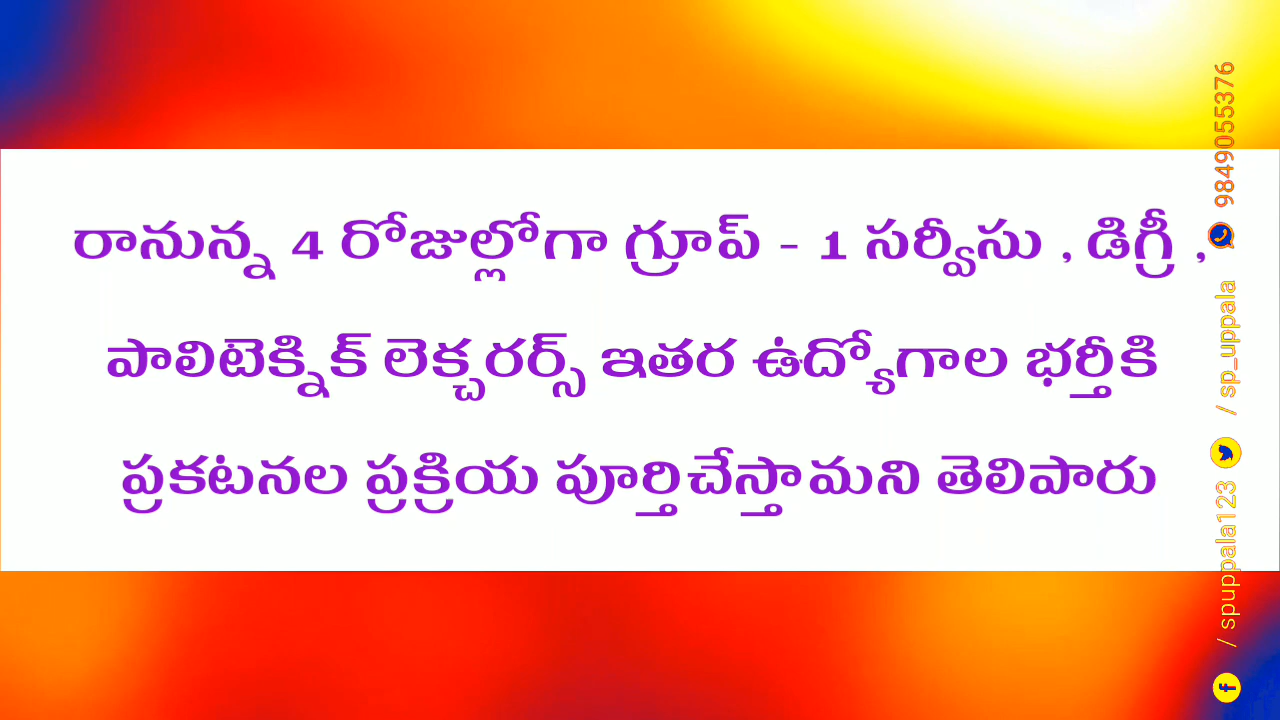 రానున్న 4 రోజుల్లోగా గ్రూప్ - 1 సర్వీసు , డిగ్రీ ,
పాలిటెక్నిక్ లెక్చరర్స్ ఇతర ఉద్యోగాల భర్తీకి
ప్రకటనల ప్రక్రియ పూర్తిచేస్తామని తెలిపారు
/ spuppala123 / sp_uppala 9849055376